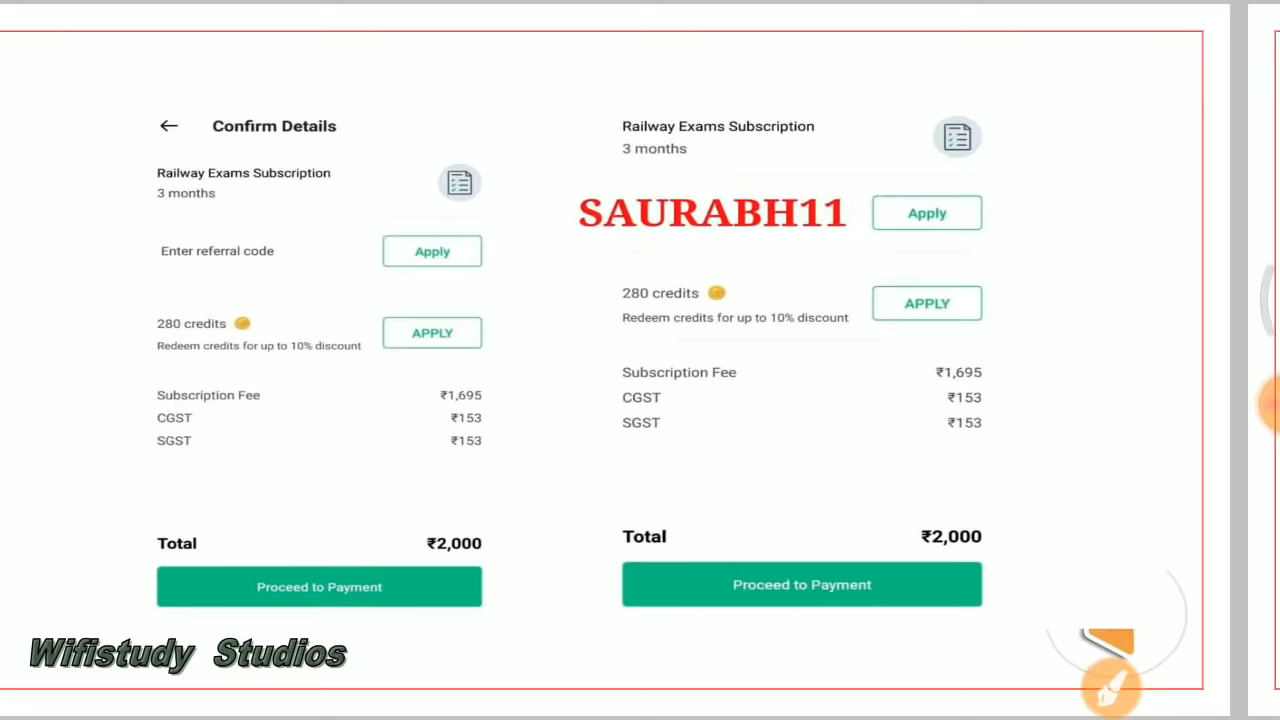 Confirm Details
Railway Exams Subscription
3 months
Enter referral code
Apply
280 credits
Redeem credits for up to 10% discount
APPLY
Subscription Fee ₹1,695
CGST ₹153
SGST ₹153
Total ₹2,000
Proceed to Payment
Railway Exams Subscription
3 months
SAURABH11
Apply
280 credits
Redeem credits for up to 10% discount
APPLY
Subscription Fee ₹1,695
CGST ₹153
SGST ₹153
Total ₹2,000
Proceed to Payment
Wifistudy Studios